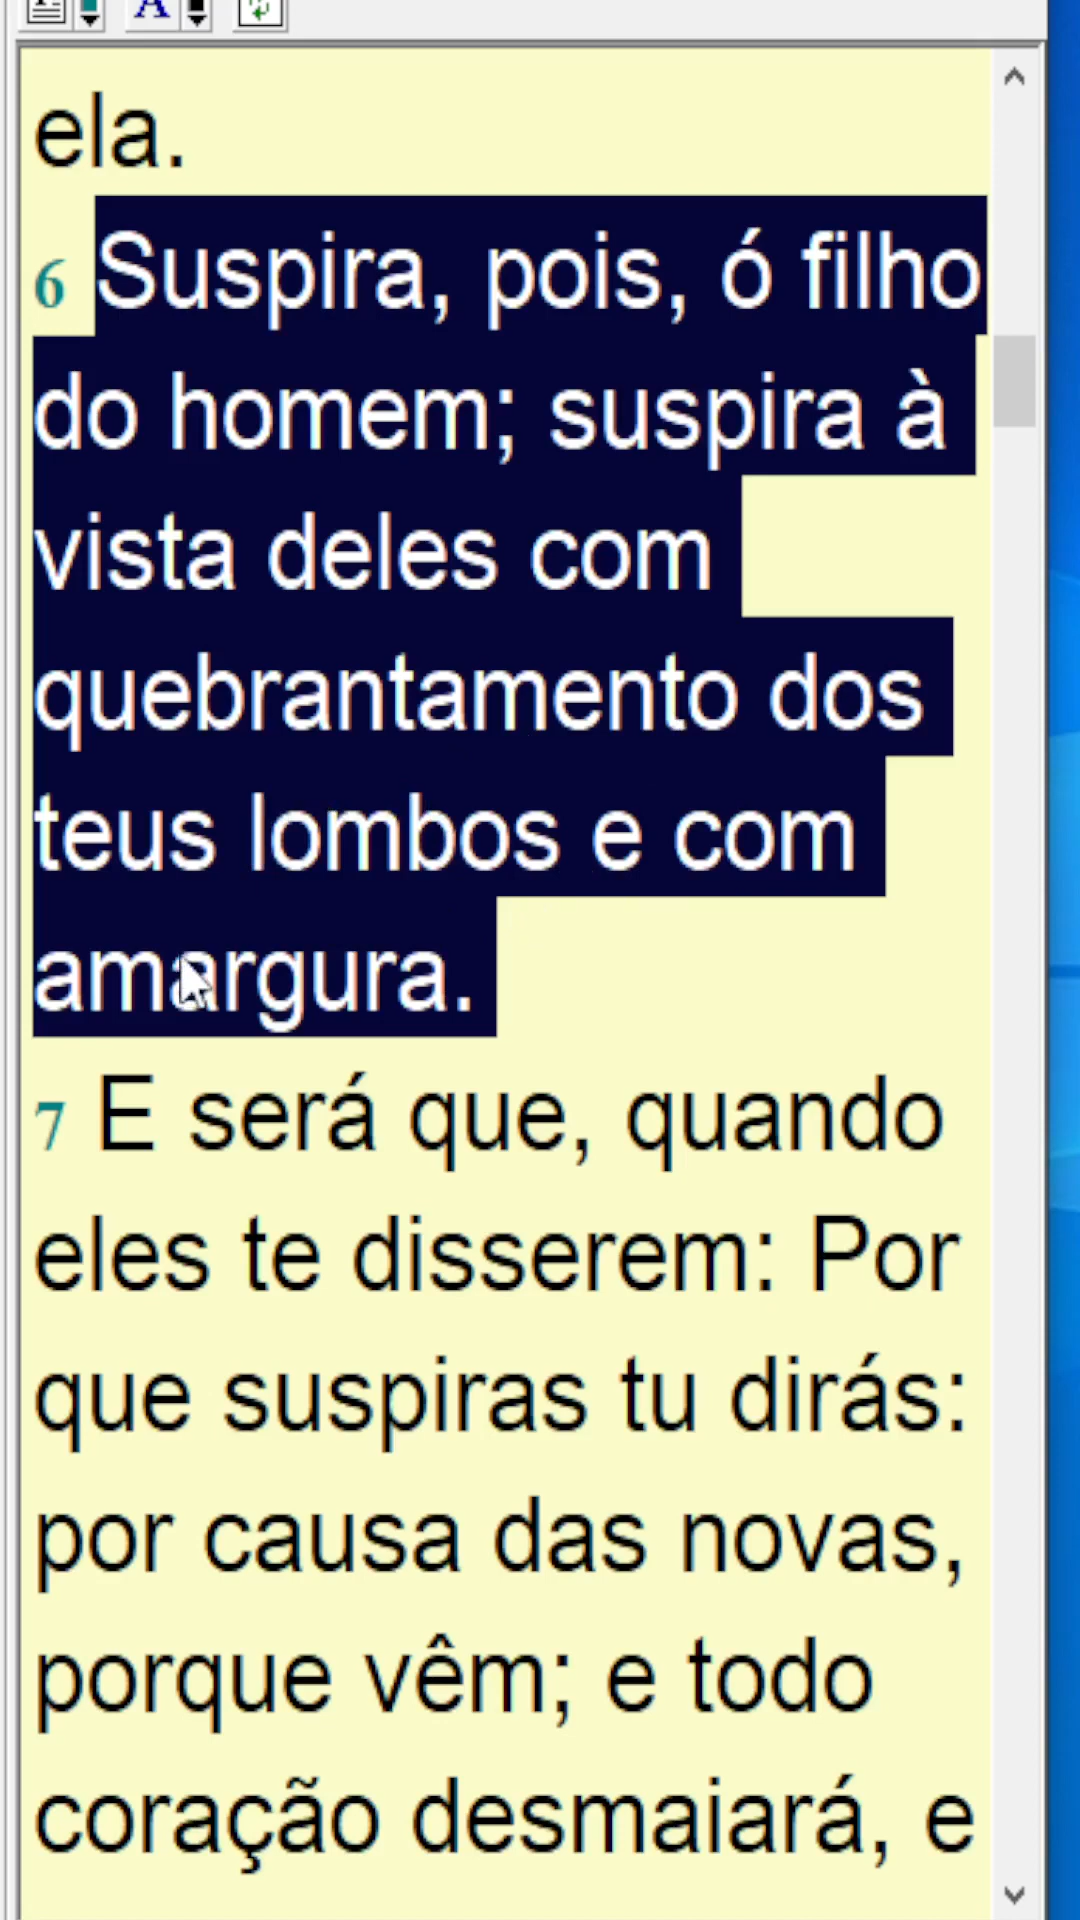 ela.
6 Suspira, pois, ó filho
do homem; suspira à
vista deles com
quebrantamento dos
teus lombos e com
amargura.
7 E será que, quando
eles te disserem: Por
que suspiras tu dirás:
por causa das novas,
porque vêm; e todo
coração desmaiará, e